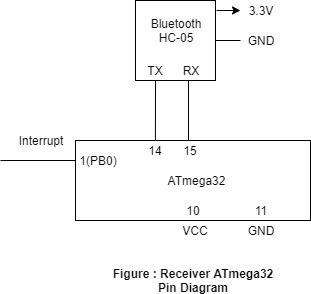 Bluetooth
HC-05
3.3V
GND
TX RX
Interrupt
14 15
1(PB0)
ATmega32
10 11
VCC GND
Figure : Receiver ATmega32
Pin Diagram